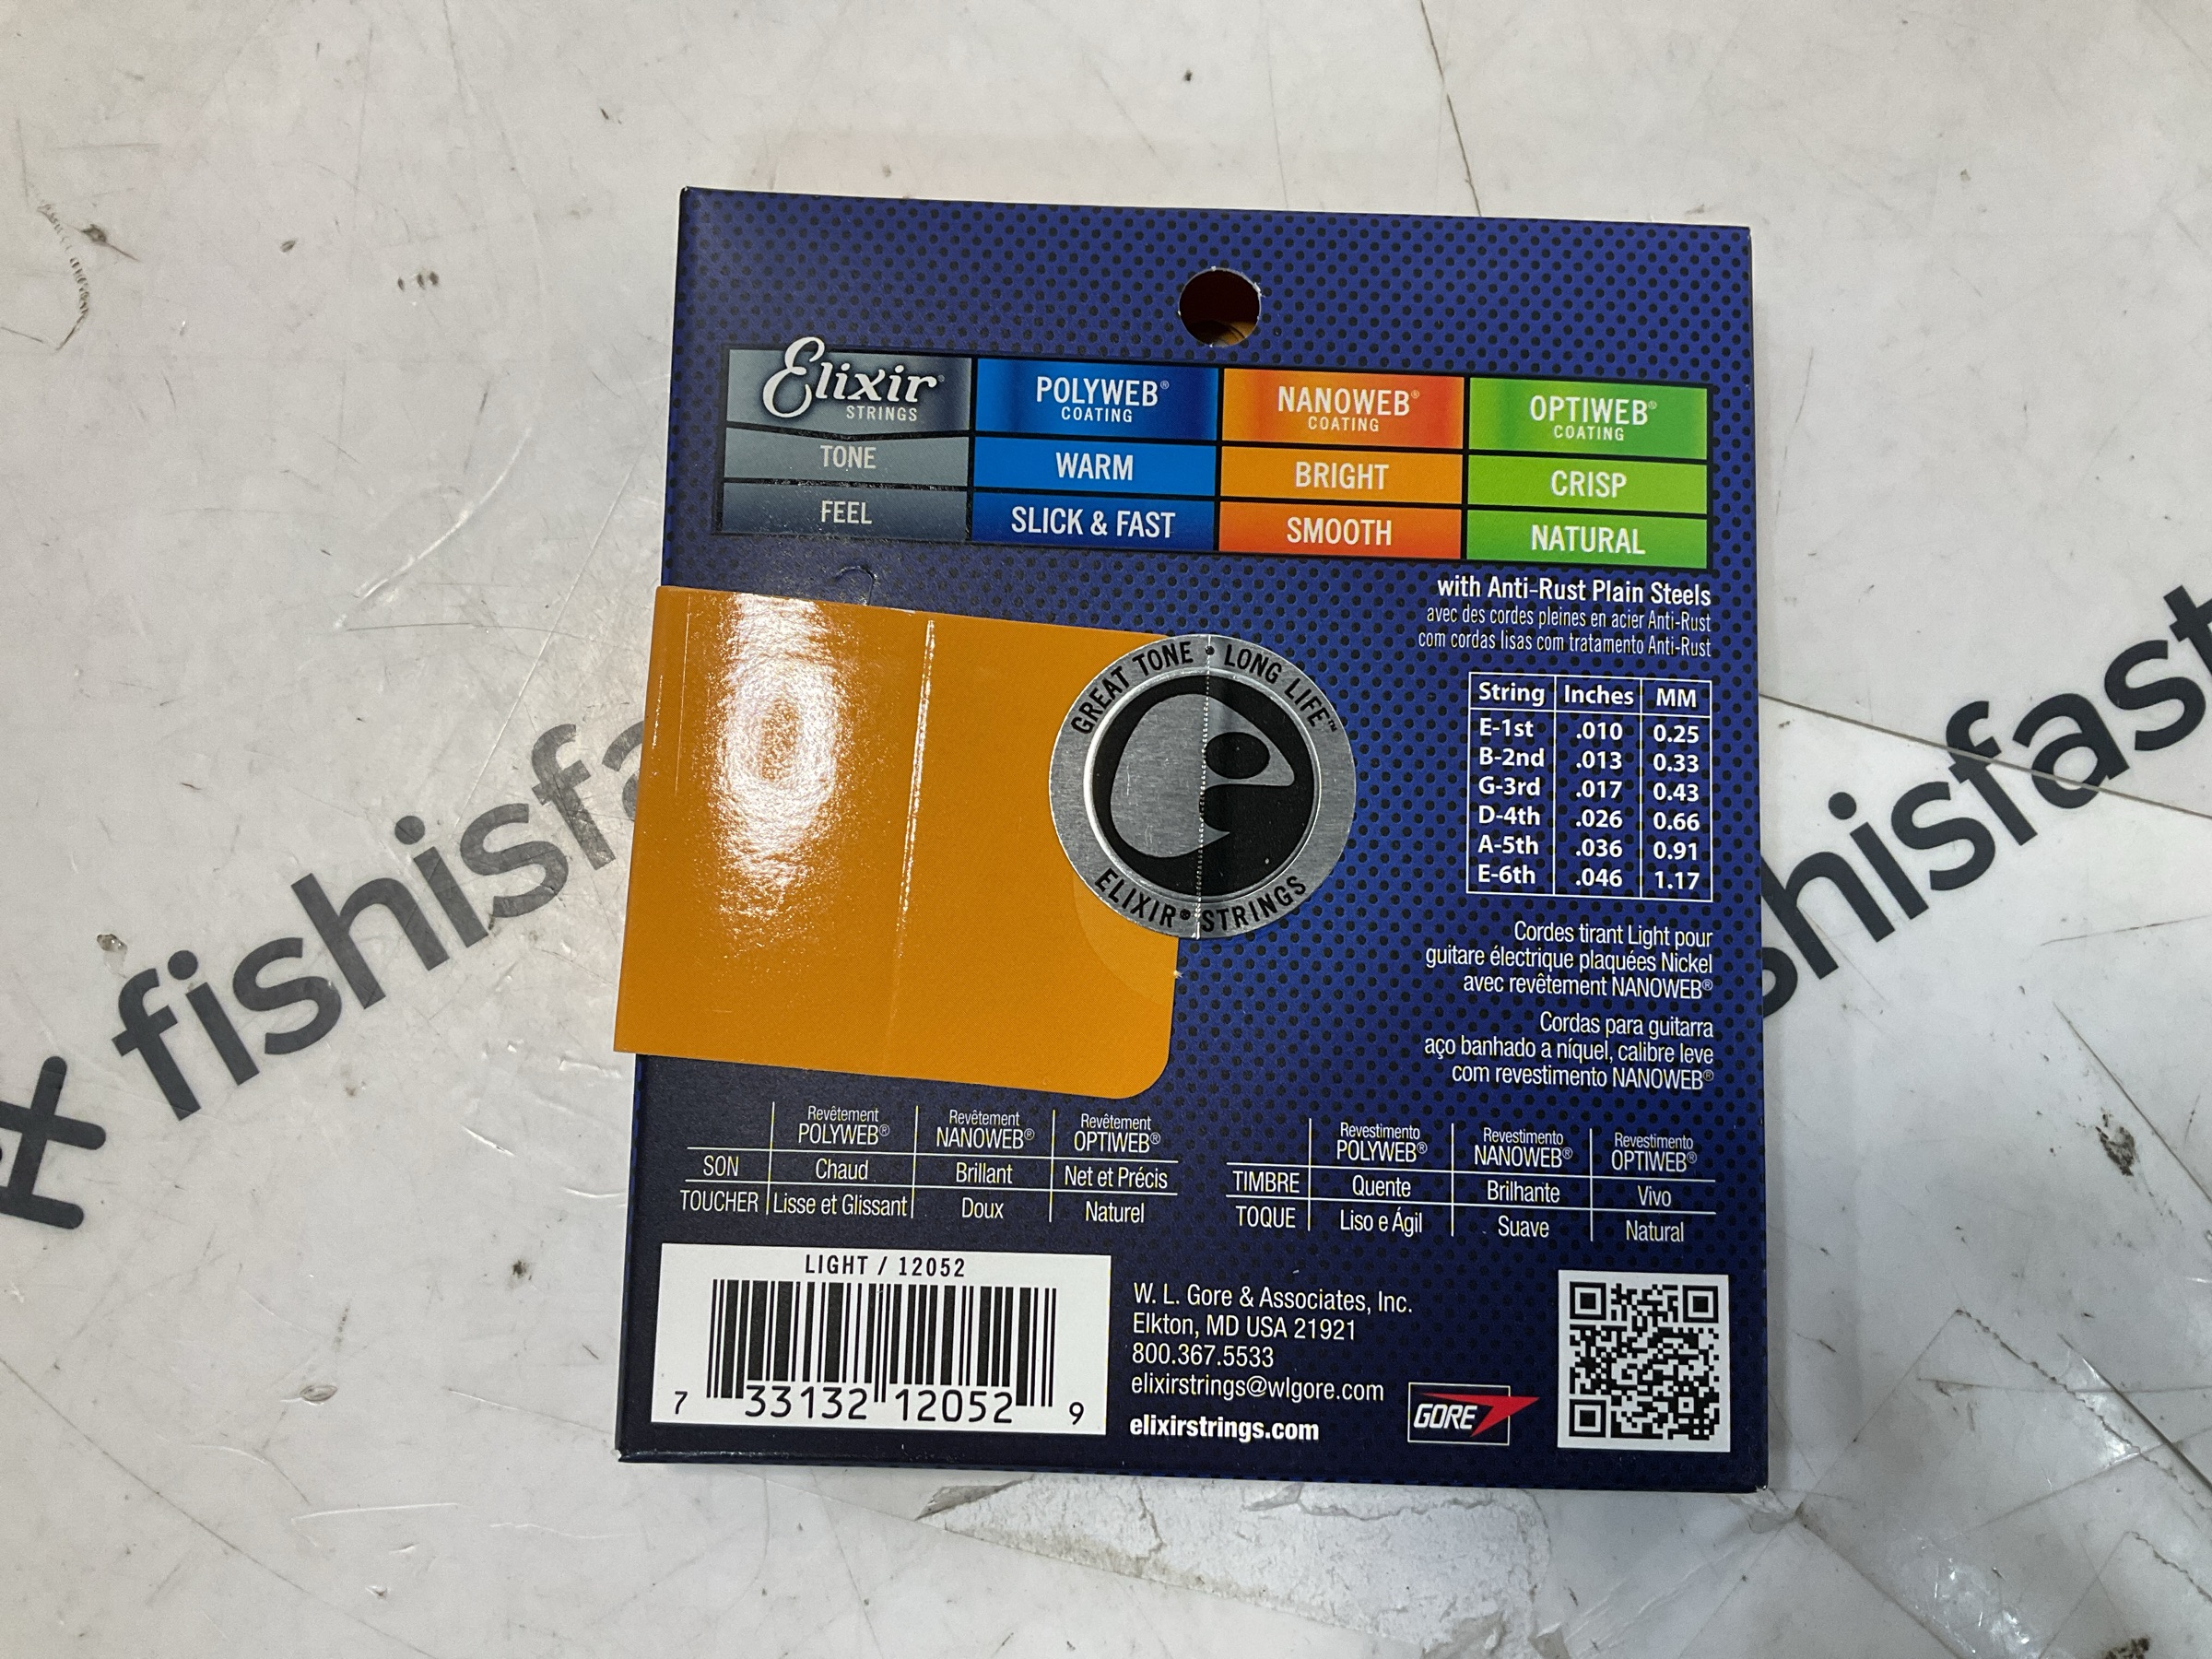 Elixir®
STRINGS
POLYWEB®
COATING
NANOWEB®
COATING
OPTIWEB®
COATING
TONE
WARM
BRIGHT
CRISP
FEEL
SLICK & FAST
SMOOTH
NATURAL
with Anti-Rust Plain Steels
avec des cordes pleines en acier Anti-Rust
com cordas lisas com tratamento Anti-Rust
GREAT TONE • LONG LIFE™
ELIXIR® STRINGS
String Inches MM
E-1st .010 0.25
B-2nd .013 0.33
G-3rd .017 0.43
D-4th .026 0.66
A-5th .036 0.91
E-6th .046 1.17
Cordes tirant Light pour
guitare électrique plaquées Nickel
avec revêtement NANOWEB®
Cordas para guitarra
aço banhado a níquel, calibre leve
com revestimento NANOWEB®
Revêtement POLYWEB® Revêtement NANOWEB® Revêtement OPTIWEB®
SON Chaud Brillant Net et Précis
TOUCHER Lisse et Glissant Doux Naturel
Revestimento POLYWEB® Revestimento NANOWEB® Revestimento OPTIWEB®
TIMBRE Quente Brilhante Vivo
TOQUE Liso e Ágil Suave Natural
LIGHT / 12052
7 33132 12052 9
W. L. Gore & Associates, Inc.
Elkton, MD USA 21921
800.367.5533
elixirstrings@wlgore.com
elixirstrings.com
GORE
fishisfa
hisfast